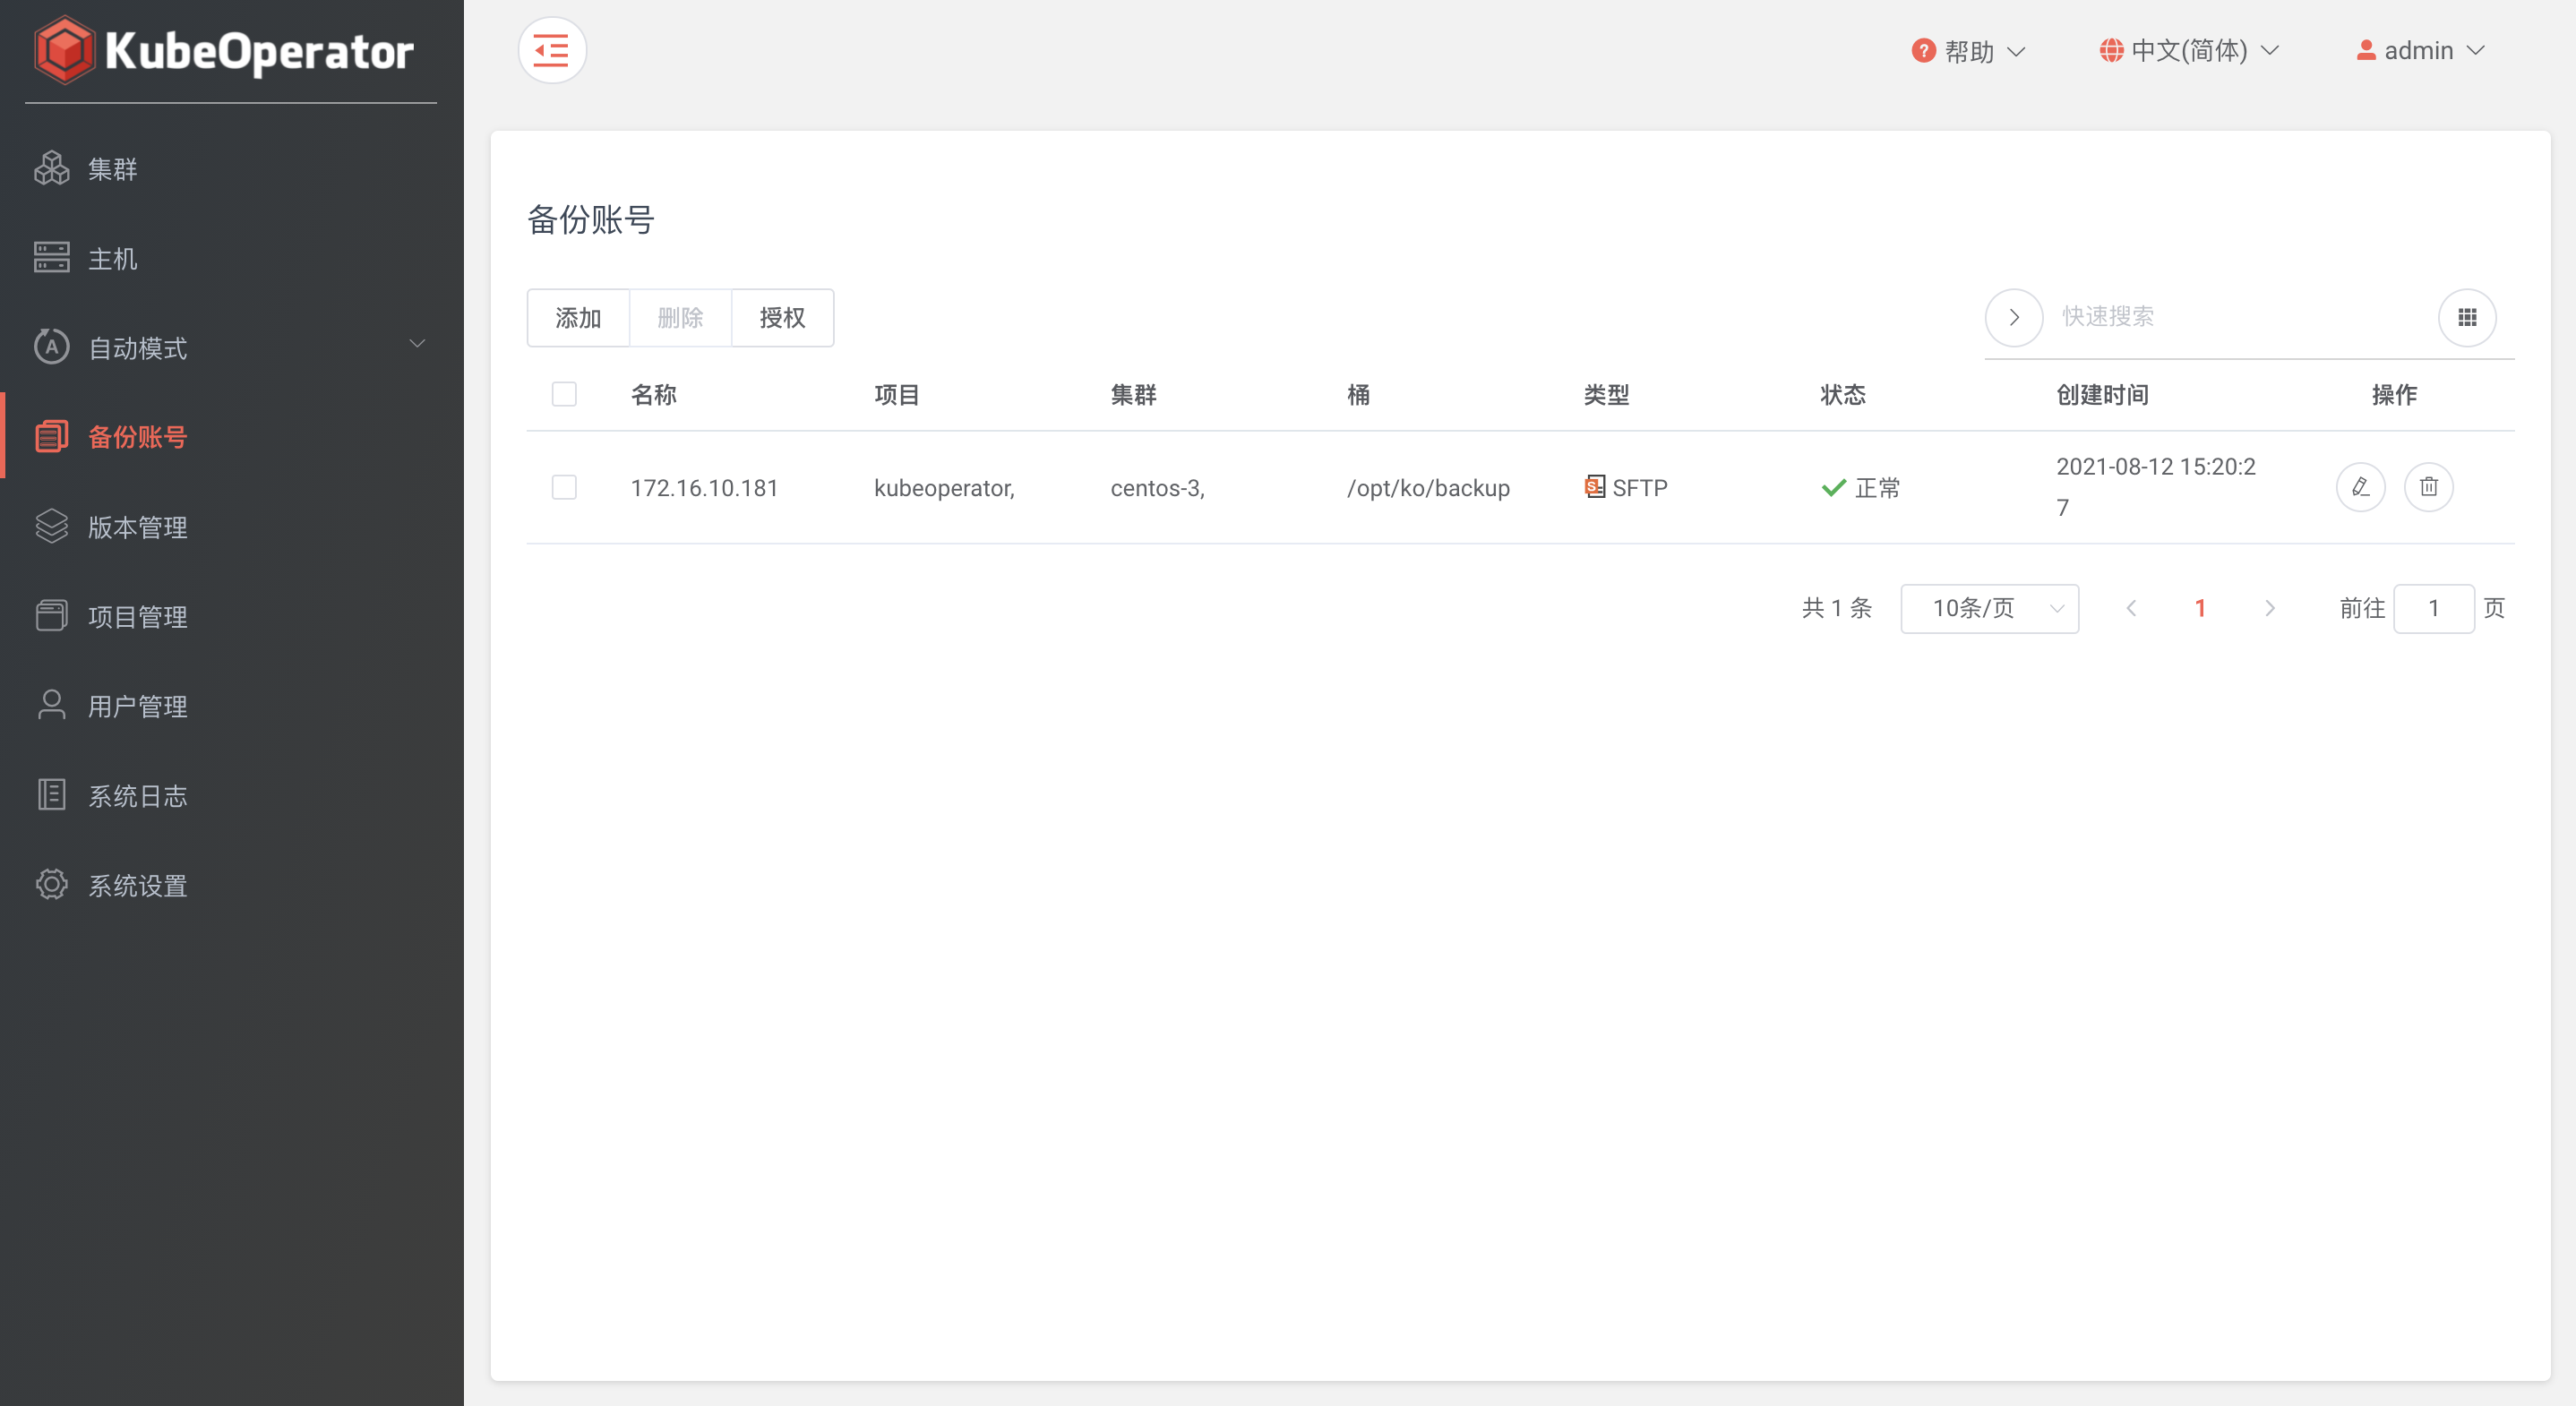 KubeOperator
集群
主机
自动模式
备份账号
版本管理
项目管理
用户管理
系统日志
系统设置
帮助
中文(简体)
admin
备份账号
添加 删除 授权
快速搜索
名称 项目 集群 桶 类型 状态 创建时间 操作
172.16.10.181 kubeoperator, centos-3, /opt/ko/backup SFTP 正常 2021-08-12 15:20:2
7
共 1 条 10条/页 1 前往 1 页